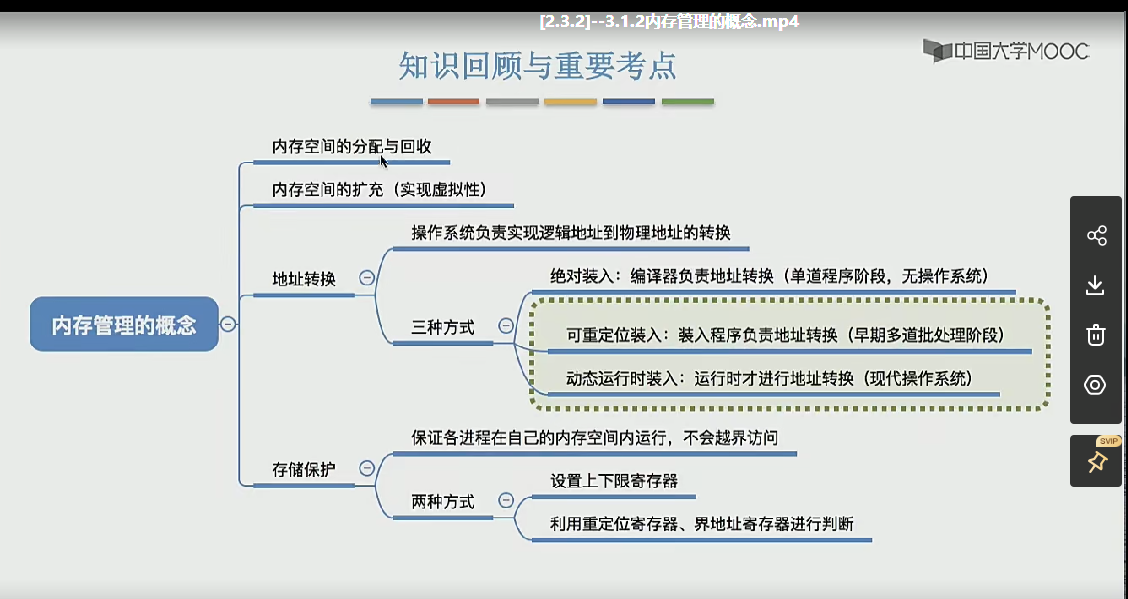 [2.3.2]--3.1.2内存管理的概念.mp4
中国大学MOOC
知识回顾与重要考点
内存空间的分配与回收
内存空间的扩充（实现虚拟性）
操作系统负责实现逻辑地址到物理地址的转换
地址转换
绝对装入：编译器负责地址转换（单道程序阶段，无操作系统）
内存管理的概念
三种方式
可重定位装入：装入程序负责地址转换（早期多道批处理阶段）
动态运行时装入：运行时才进行地址转换（现代操作系统）
保证各进程在自己的内存空间内运行，不会越界访问
存储保护
设置上下限寄存器
两种方式
利用重定位寄存器、界地址寄存器进行判断
SVIP